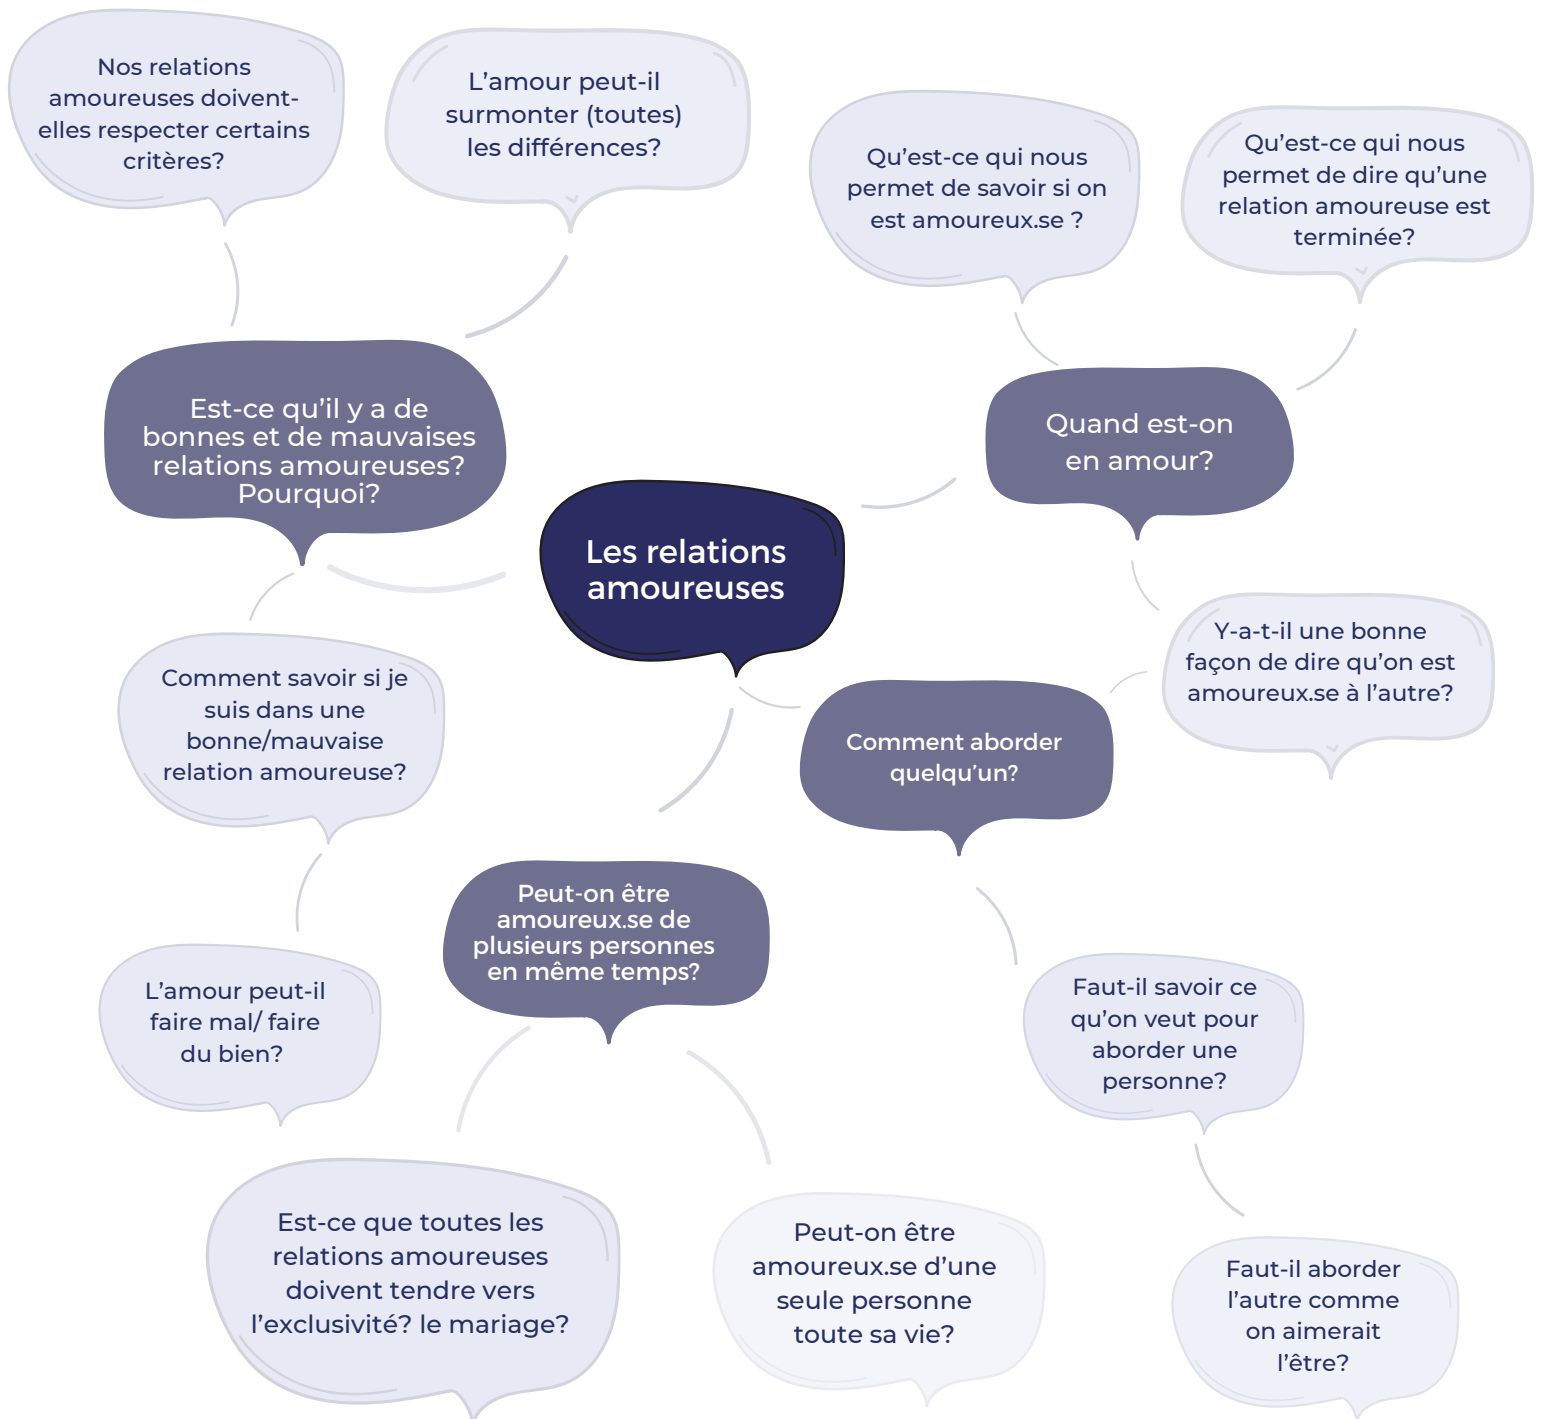 Nos relations
amoureuses doivent-
elles respecter certains
critères?
L’amour peut-il
surmonter (toutes)
les différences?
Qu’est-ce qui nous
permet de savoir si on
est amoureux.se ?
Qu’est-ce qui nous
permet de dire qu’une
relation amoureuse est
terminée?
Est-ce qu’il y a de
bonnes et de mauvaises
relations amoureuses?
Pourquoi?
Quand est-on
en amour?
Les relations
amoureuses
Y-a-t-il une bonne
façon de dire qu’on est
amoureux.se à l’autre?
Comment savoir si je
suis dans une
bonne/mauvaise
relation amoureuse?
Comment aborder
quelqu’un?
Peut-on être
amoureux.se de
plusieurs personnes
en même temps?
L’amour peut-il
faire mal/ faire
du bien?
Faut-il savoir ce
qu’on veut pour
aborder une
personne?
Est-ce que toutes les
relations amoureuses
doivent tendre vers
l’exclusivité? le mariage?
Peut-on être
amoureux.se d’une
seule personne
toute sa vie?
Faut-il aborder
l’autre comme
on aimerait
l’être?